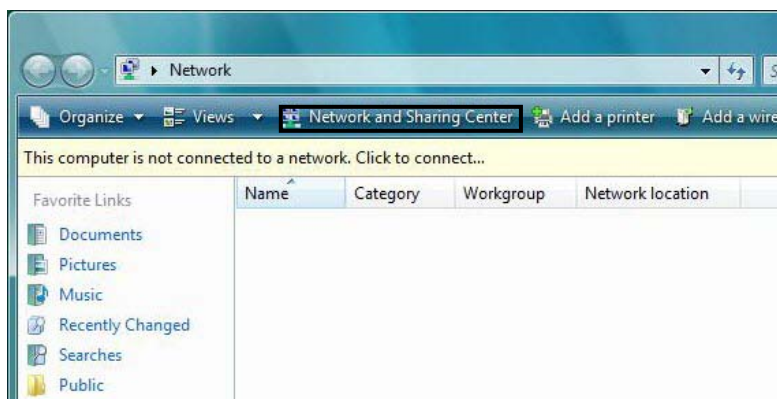 Network
Organize Views Network and Sharing Center Add a printer Add a wire
This computer is not connected to a network. Click to connect...
Favorite Links Name Category Workgroup Network location
Documents
Pictures
Music
Recently Changed
Searches
Public